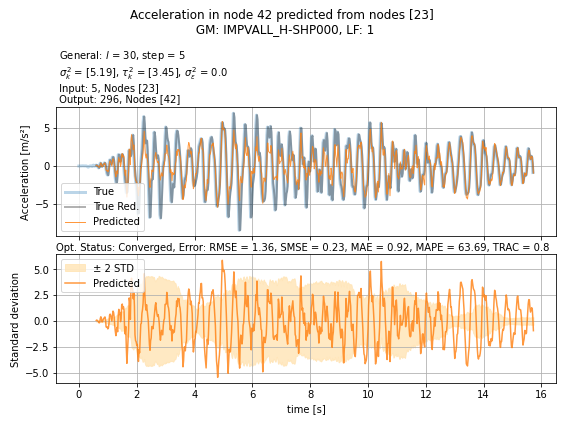 Acceleration in node 42 predicted from nodes [23]
GM: IMPVALL_H-SHP000, LF: 1
General: l = 30, step = 5
σ_k^2 = [5.19], τ_k^2 = [3.45], σ_ε^2 = 0.0
Input: 5, Nodes [23]
Output: 296, Nodes [42]
Acceleration [m/s²]
5
0
−5
True
True Red.
Predicted
Opt. Status: Converged, Error: RMSE = 1.36, SMSE = 0.23, MAE = 0.92, MAPE = 63.69, TRAC = 0.8
Standard deviation
5.0
2.5
0.0
−2.5
−5.0
± 2 STD
Predicted
0 2 4 6 8 10 12 14 16
time [s]